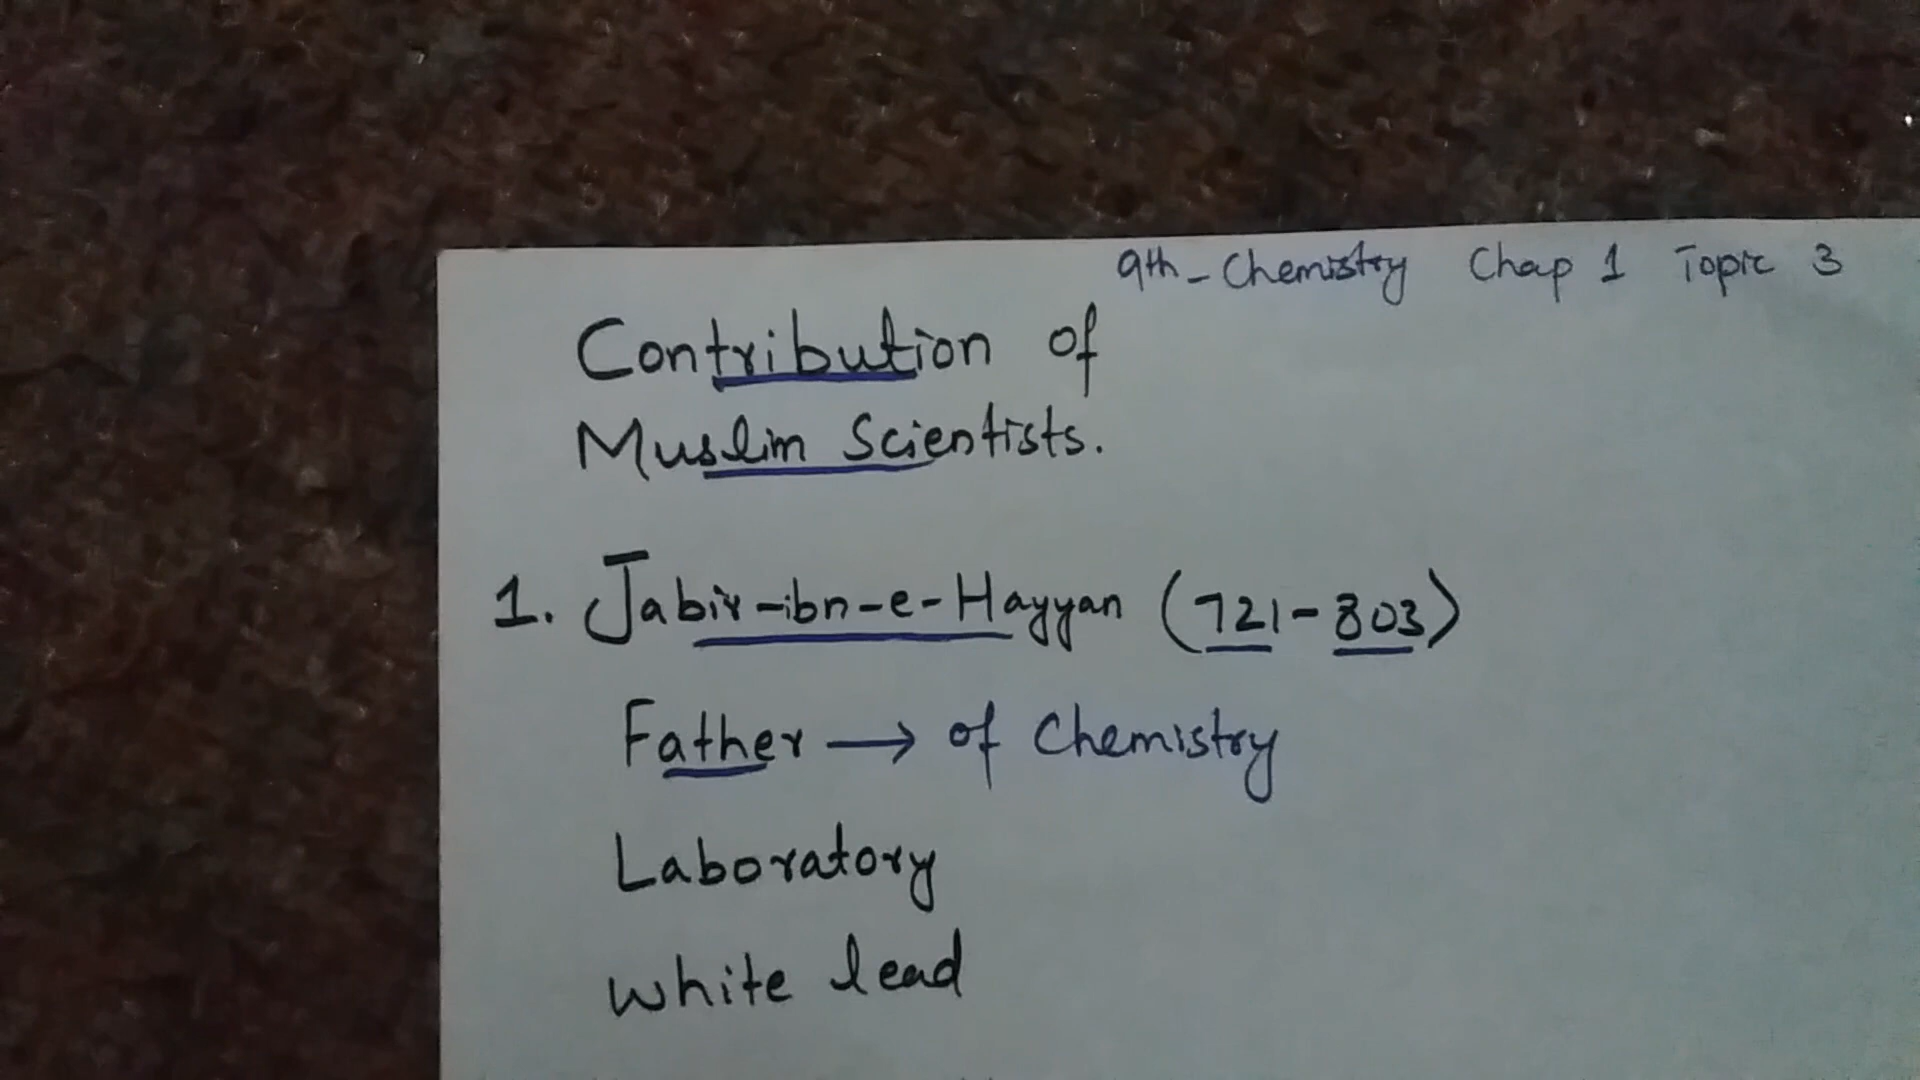 9th - Chemistry Chap 1 Topic 3
Contribution of
Muslim Scientists.
1. Jabir-ibn-e-Hayyan (721-803)
Father → of Chemistry
Laboratory
white lead